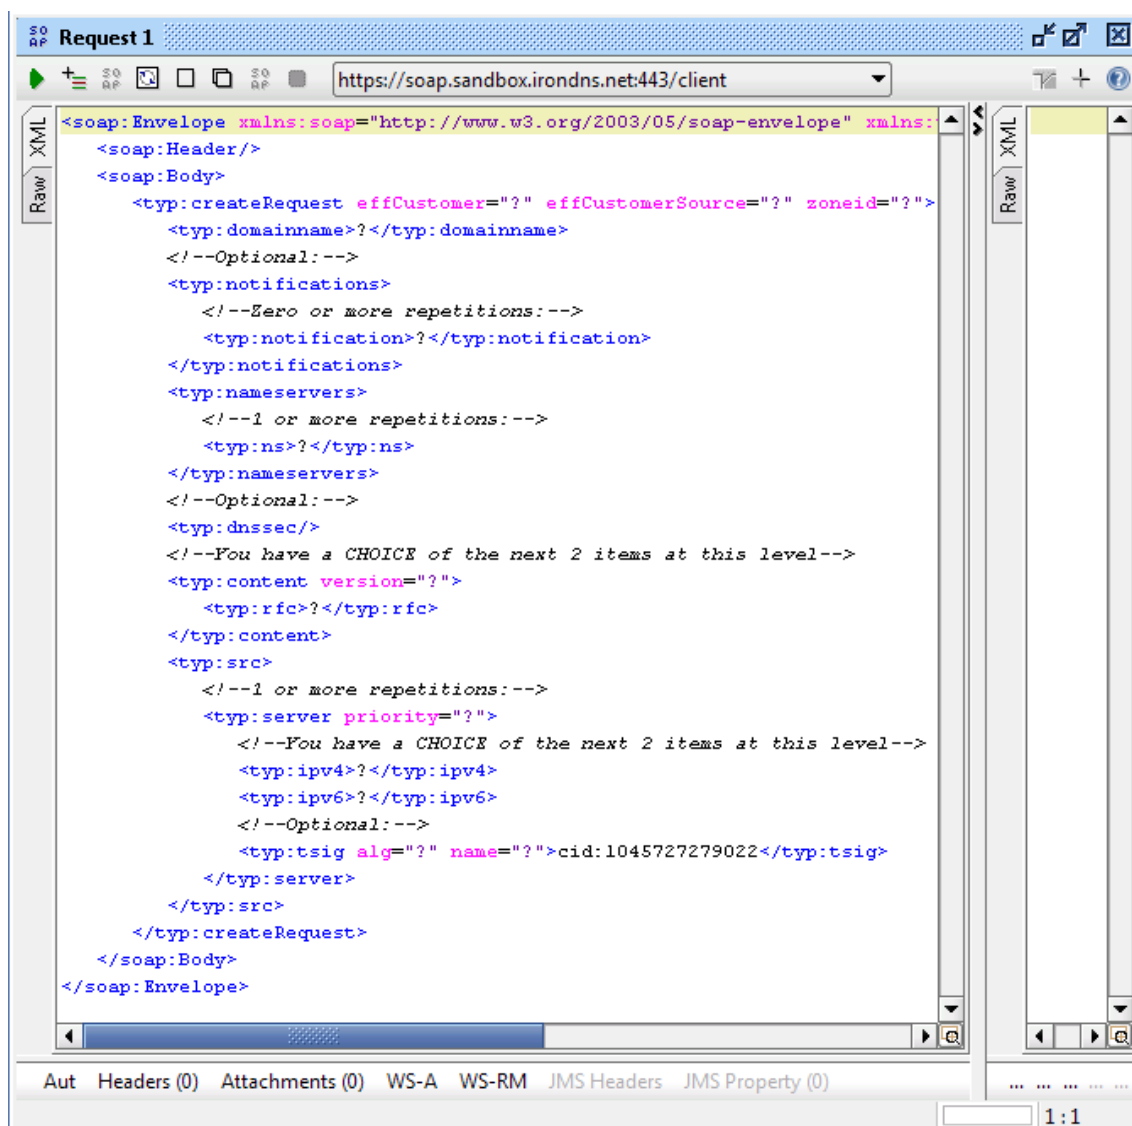 SO AP Request 1
SO AP SO AP https://soap.sandbox.irondns.net:443/client
XML
Raw
<soap:Envelope xmlns:soap="http://www.w3.org/2003/05/soap-envelope" xmlns:
<soap:Header/>
<soap:Body>
<typ:createRequest effCustomer="?" effCustomerSource="?" zoneid="?">
<typ:domainname>?</typ:domainname>
<!--Optional:-->
<typ:notifications>
<!--Zero or more repetitions:-->
<typ:notification>?</typ:notification>
</typ:notifications>
<typ:nameservers>
<!--1 or more repetitions:-->
<typ:ns>?</typ:ns>
</typ:nameservers>
<!--Optional:-->
<typ:dnssec/>
<!--You have a CHOICE of the next 2 items at this level-->
<typ:content version="?">
<typ:rfc>?</typ:rfc>
</typ:content>
<typ:src>
<!--1 or more repetitions:-->
<typ:server priority="?">
<!--You have a CHOICE of the next 2 items at this level-->
<typ:ipv4>?</typ:ipv4>
<typ:ipv6>?</typ:ipv6>
<!--Optional:-->
<typ:tsig alg="?" name="?">cid:1045727279022</typ:tsig>
</typ:server>
</typ:src>
</typ:createRequest>
</soap:Body>
</soap:Envelope>
XML
Raw
Aut Headers (0) Attachments (0) WS-A WS-RM JMS Headers JMS Property (0)
... ... ... ... ...
1:1